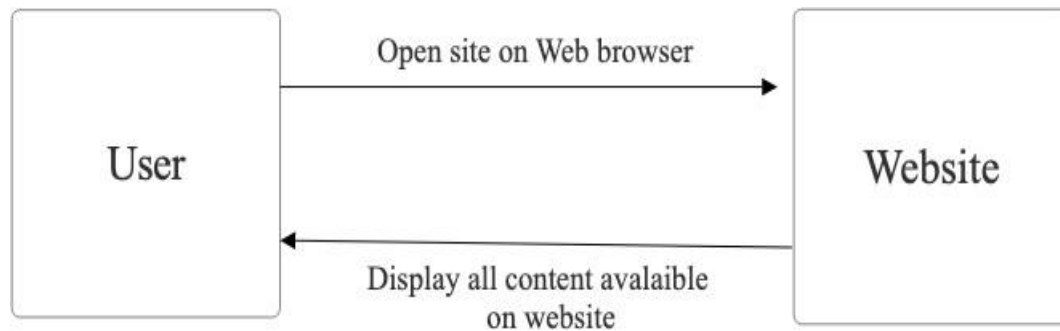 Open site on Web browser
User
Website
Display all content avalaible
on website